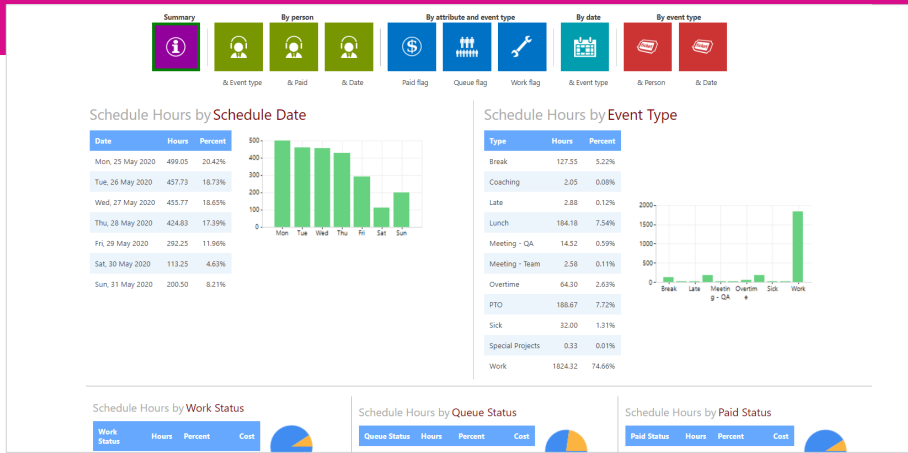 Summary By person By attribute and event type By date By event type
& Event type & Paid & Date Paid flag Queue flag Work flag & Event type & Person & Date
Schedule Hours by Schedule Date
Date Hours Percent
Mon, 25 May 2020 499.05 20.42%
Tue, 26 May 2020 457.73 18.73%
Wed, 27 May 2020 455.77 18.65%
Thu, 28 May 2020 424.83 17.39%
Fri, 29 May 2020 292.25 11.96%
Sat, 30 May 2020 113.25 4.63%
Sun, 31 May 2020 200.50 8.21%
500
400
300
200
100
0
Mon Tue Wed Thu Fri Sat Sun
Schedule Hours by Event Type
Type Hours Percent
Break 127.55 5.22%
Coaching 2.05 0.08%
Late 2.88 0.12%
Lunch 184.18 7.54%
Meeting - QA 14.52 0.59%
Meeting - Team 2.58 0.11%
Overtime 64.30 2.63%
PTO 188.67 7.72%
Sick 32.00 1.31%
Special Projects 0.33 0.01%
Work 1824.32 74.66%
2000
1500
1000
500
0
Break Late Meetin Overtim Sick Work
g - QA e
Schedule Hours by Work Status
Work Hours Percent Cost
Status
Schedule Hours by Queue Status
Queue Status Hours Percent Cost
Schedule Hours by Paid Status
Paid Status Hours Percent Cost